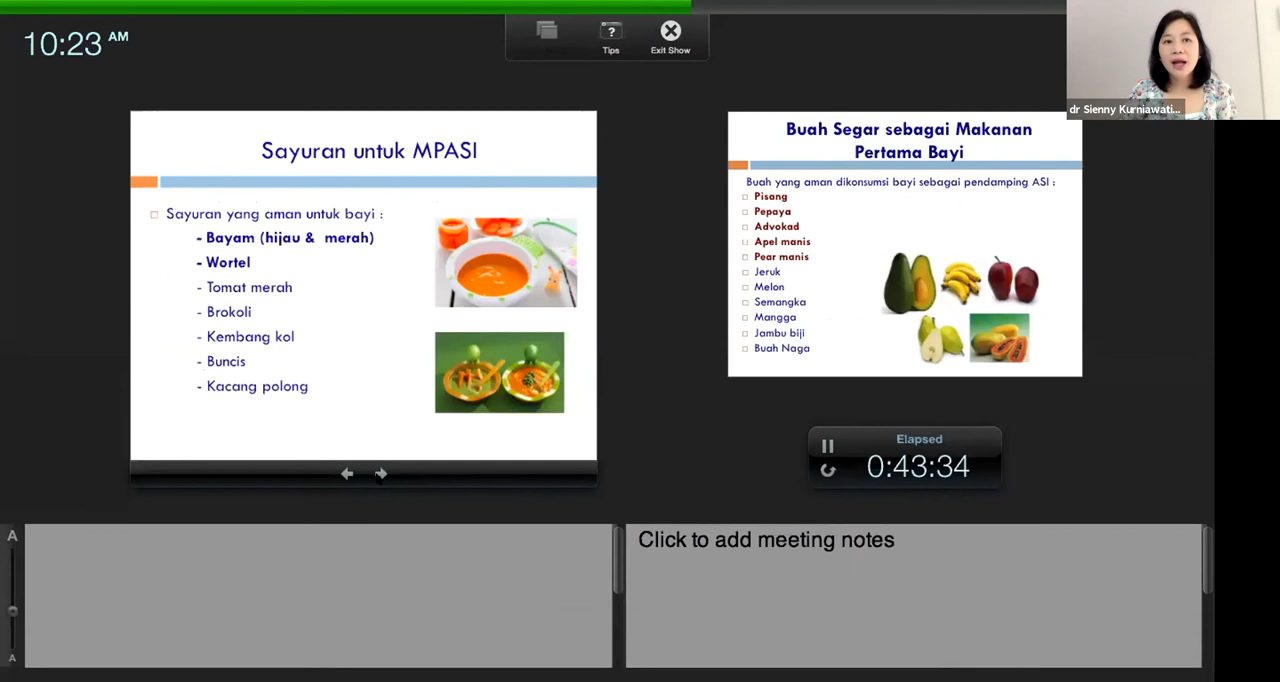 10:23 AM
Tips
Exit Show
dr Sienny Kurniawati...
Sayuran untuk MPASI
Sayuran yang aman untuk bayi :
- Bayam (hijau & merah)
- Wortel
- Tomat merah
- Brokoli
- Kembang kol
- Buncis
- Kacang polong
Buah Segar sebagai Makanan
Pertama Bayi
Buah yang aman dikonsumsi bayi sebagai pendamping ASI :
Pisang
Pepaya
Advokad
Apel manis
Pear manis
Jeruk
Melon
Semangka
Mangga
Jambu biji
Buah Naga
Elapsed
0:43:34
A
A
Click to add meeting notes